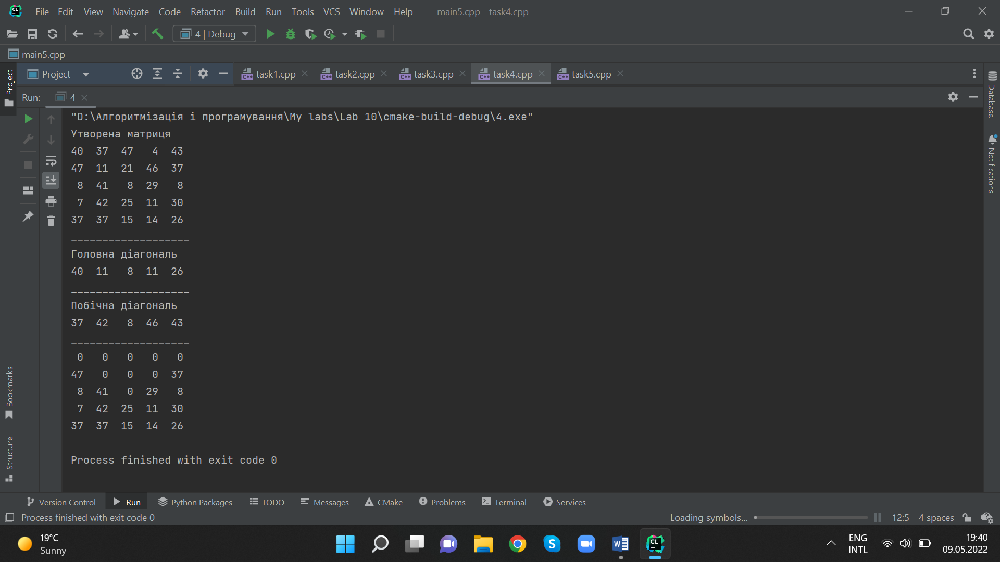 CL File Edit View Navigate Code Refactor Build Run Tools VCS Window Help main5.cpp - task4.cpp
4 | Debug
main5.cpp
Project
Project task1.cpp task2.cpp task3.cpp task4.cpp task5.cpp
Database
Notifications
Run: 4
"D:\Алгоритмізація і програмування\My labs\Lab 10\cmake-build-debug\4.exe"
Утворена матриця
40 37 47 4 43
47 11 21 46 37
8 41 8 29 8
7 42 25 11 30
37 37 15 14 26
___________________
Головна діагональ
40 11 8 11 26
___________________
Побічна діагональ
37 42 8 46 43
___________________
0 0 0 0 0
47 0 0 0 37
8 41 0 29 8
7 42 25 11 30
37 37 15 14 26
Process finished with exit code 0
Bookmarks
Structure
Version Control Run Python Packages TODO Messages CMake Problems Terminal Services
Process finished with exit code 0 Loading symbols... 12:5 4 spaces
19°C
Sunny
ENG
INTL
19:40
09.05.2022